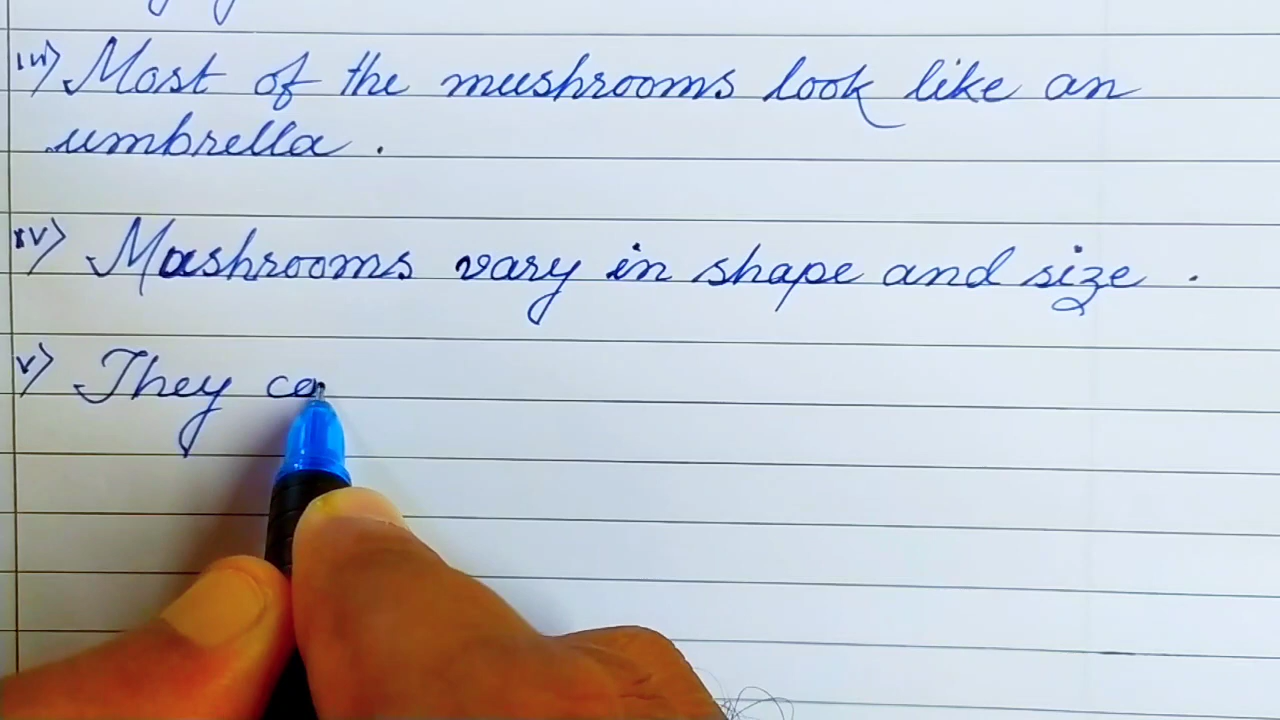 iii) Most of the mushrooms look like an
umbrella .
iv) Mushrooms vary in shape and size .
v) They